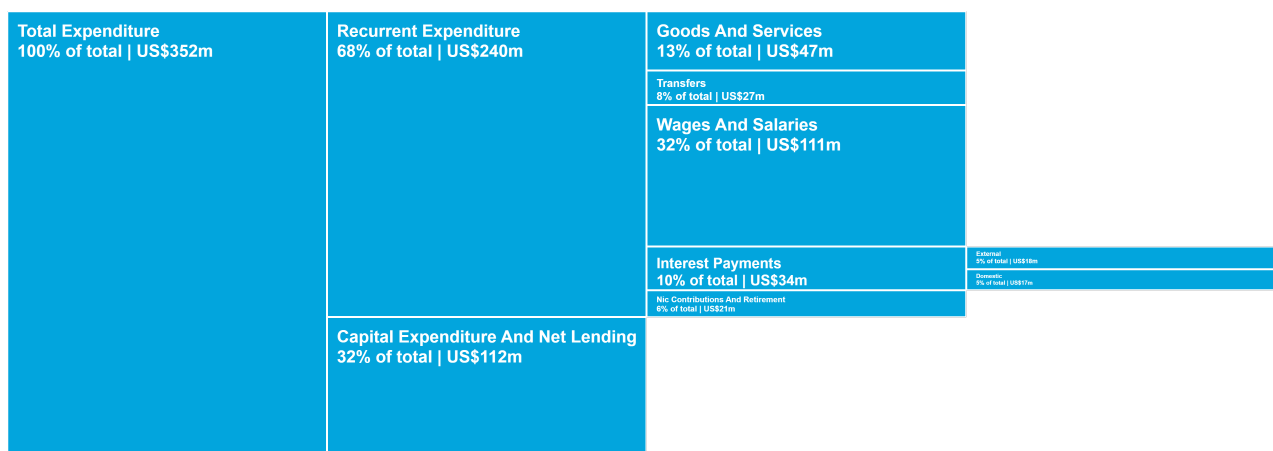 Total Expenditure
100% of total | US$352m
Recurrent Expenditure
68% of total | US$240m
Goods And Services
13% of total | US$47m
Transfers
8% of total | US$27m
Wages And Salaries
32% of total | US$111m
Interest Payments
10% of total | US$34m
External
5% of total | US$18m
Domestic
5% of total | US$17m
Nic Contributions And Retirement
6% of total | US$21m
Capital Expenditure And Net Lending
32% of total | US$112m